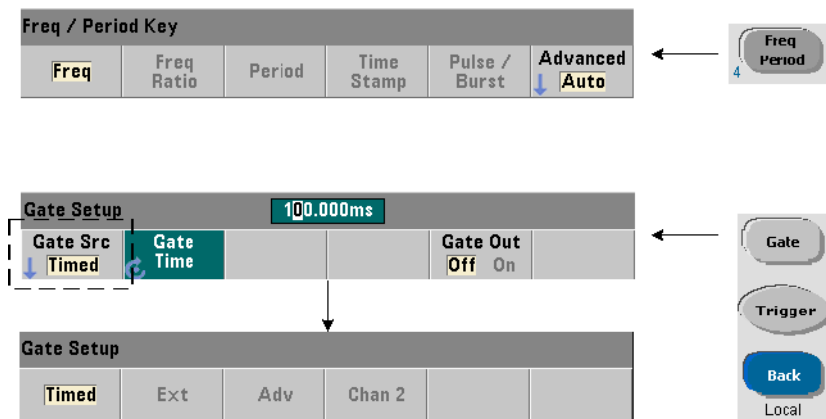 Freq / Period Key
Freq
Freq
Ratio
Period
Time
Stamp
Pulse /
Burst
Advanced
Auto
Freq
Period
4
Gate Setup
100.000ms
Gate Src
Timed
Gate
Time
Gate Out
Off On
Gate
Trigger
Back
Local
Gate Setup
Timed
Ext
Adv
Chan 2